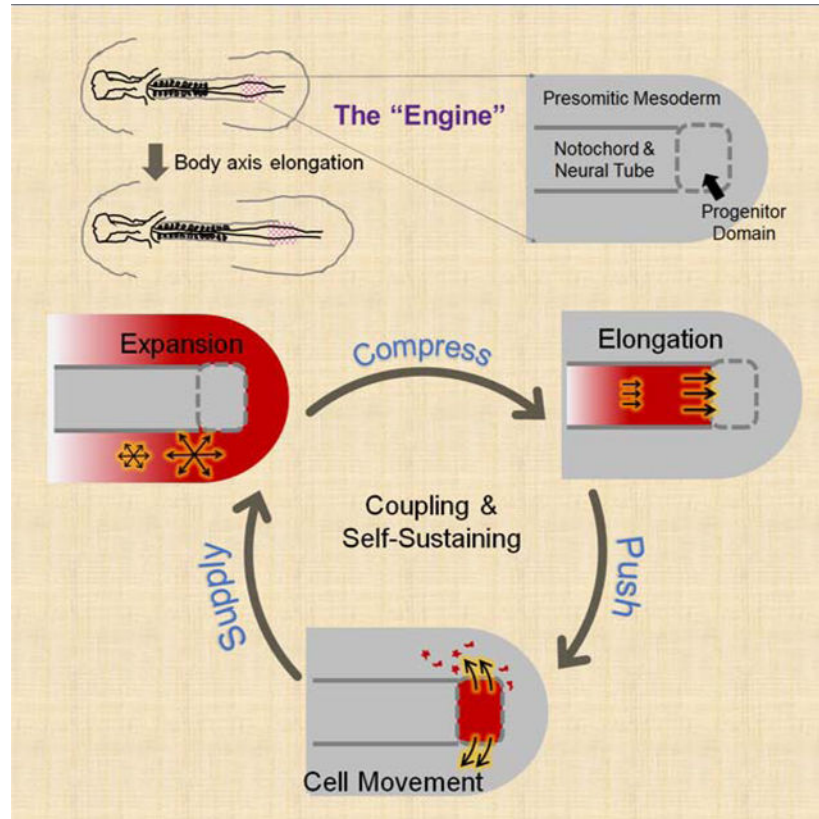 The “Engine”
Presomitic Mesoderm
Notochord &
Neural Tube
Progenitor
Domain
Body axis elongation
Expansion
Compress
Elongation
Coupling &
Self-Sustaining
Supply
Push
Cell Movement